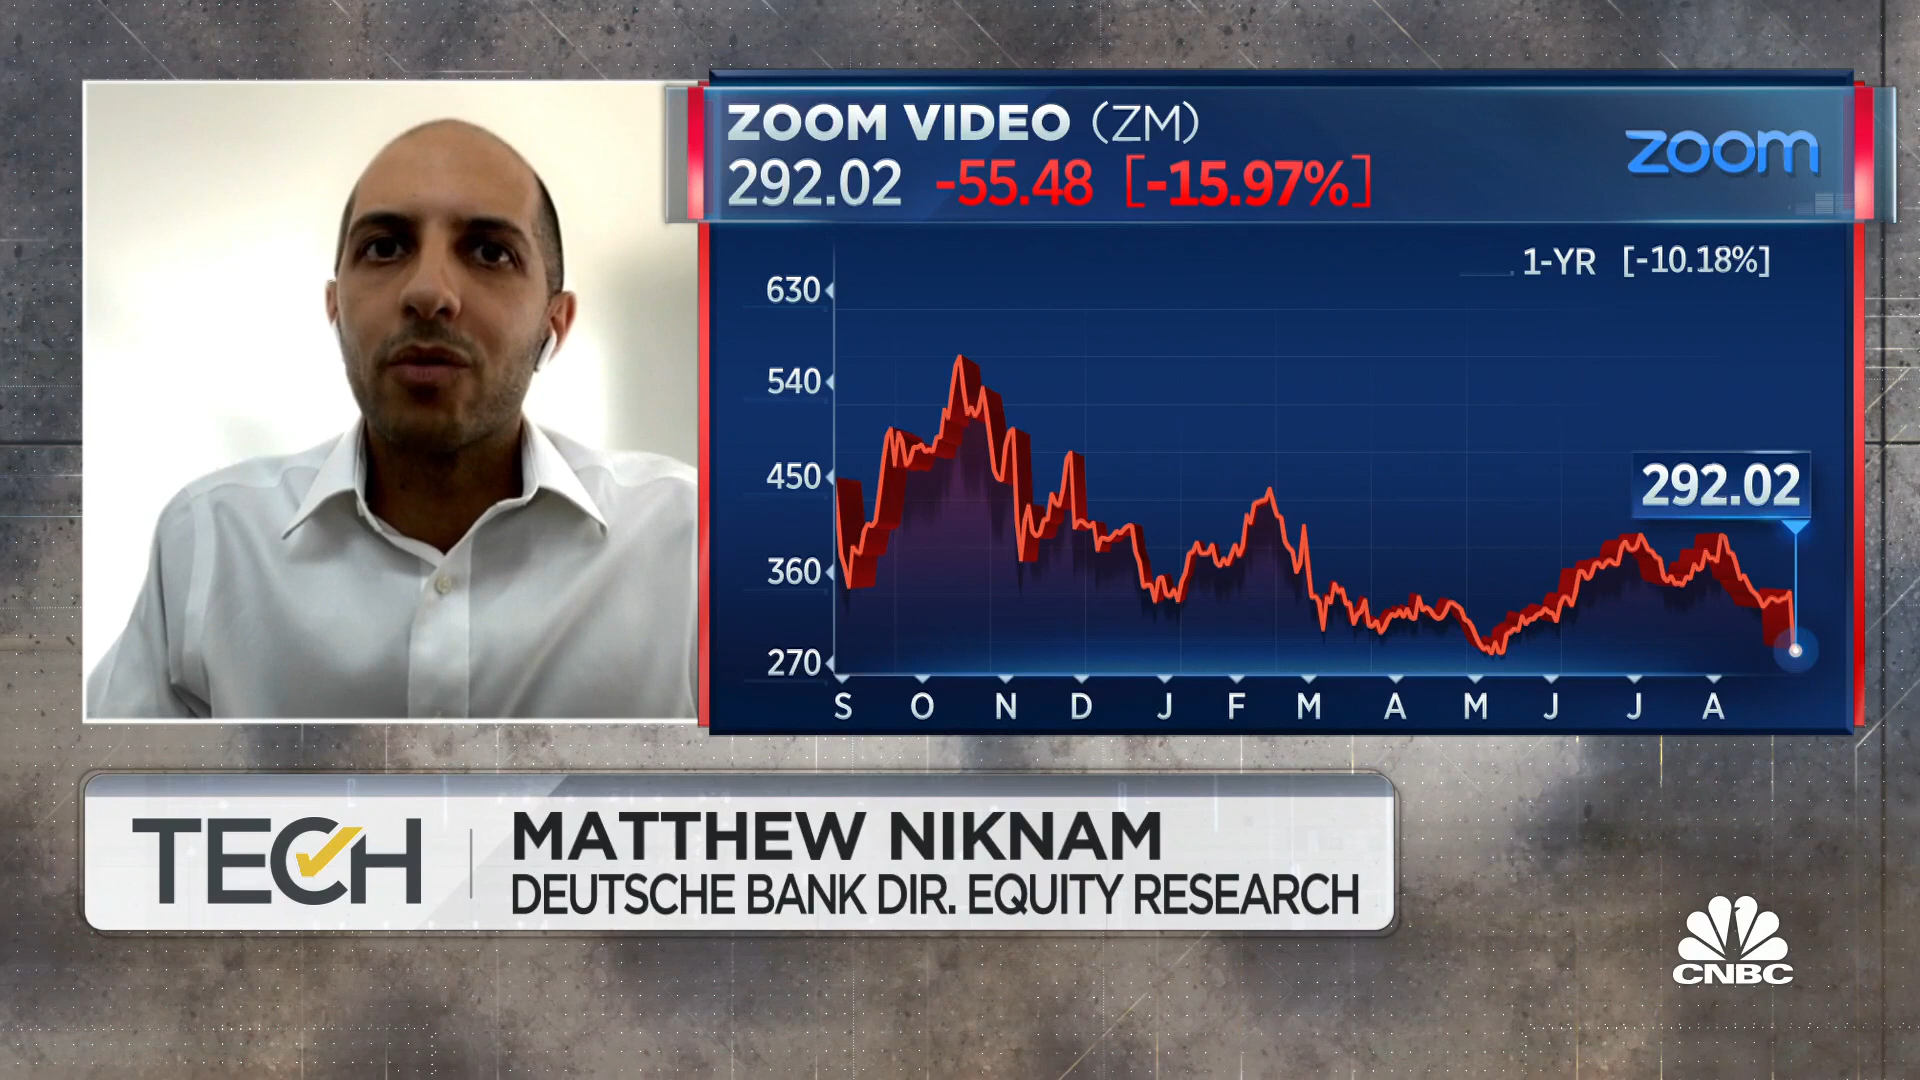 ZOOM VIDEO (ZM)
292.02 -55.48 [-15.97%]
zoom
1-YR [-10.18%]
630
540
450
360
270
292.02
S O N D J F M A M J J A
TECH
MATTHEW NIKNAM
DEUTSCHE BANK DIR. EQUITY RESEARCH
CNBC